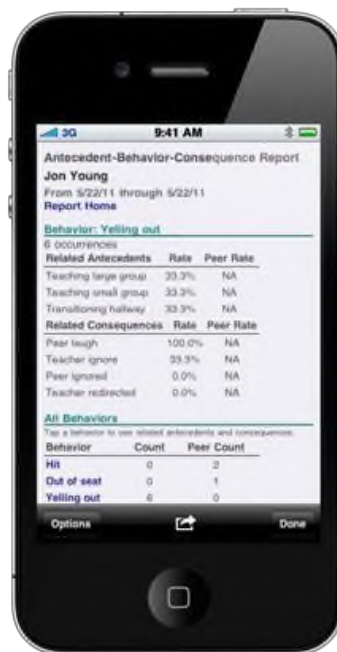 3G 9:41 AM
Antecedent-Behavior-Consequence Report
Jon Young
From 5/22/11 through 5/22/11
Report Home
Behavior: Yelling out
6 occurrences
Related Antecedents Rate Peer Rate
Teaching large group 33.3% NA
Teaching small group 33.3% NA
Transitioning hallway 33.3% NA
Related Consequences Rate Peer Rate
Peer laugh 100.0% NA
Teacher ignore 33.3% NA
Peer ignored 0.0% NA
Teacher redirected 0.0% NA
All Behaviors
Tap a behavior to see related antecedents and consequences.
Behavior Count Peer Count
Hit 0 2
Out of seat 0 1
Yelling out 6 0
Options Done